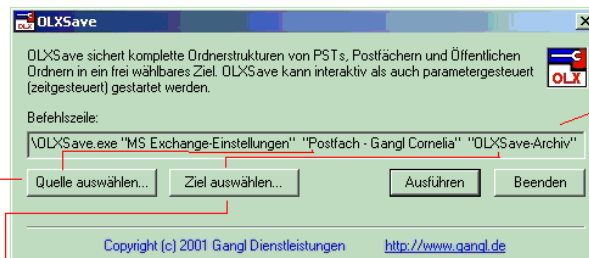 OLXSave
OLXSave sichert komplette Ordnerstrukturen von PSTs, Postfächern und Öffentlichen
Ordnern in ein frei wählbares Ziel. OLXSave kann interaktiv als auch parametergesteuert
(zeitgesteuert) gestartet werden.
OLX
Befehlszeile:
\OLXSave.exe "MS Exchange-Einstellungen" "Postfach - Gangl Cornelia" "OLXSave-Archiv"
Quelle auswählen... Ziel auswählen... Ausführen Beenden
Copyright (c) 2001 Gangl Dienstleistungen http://www.gangl.de